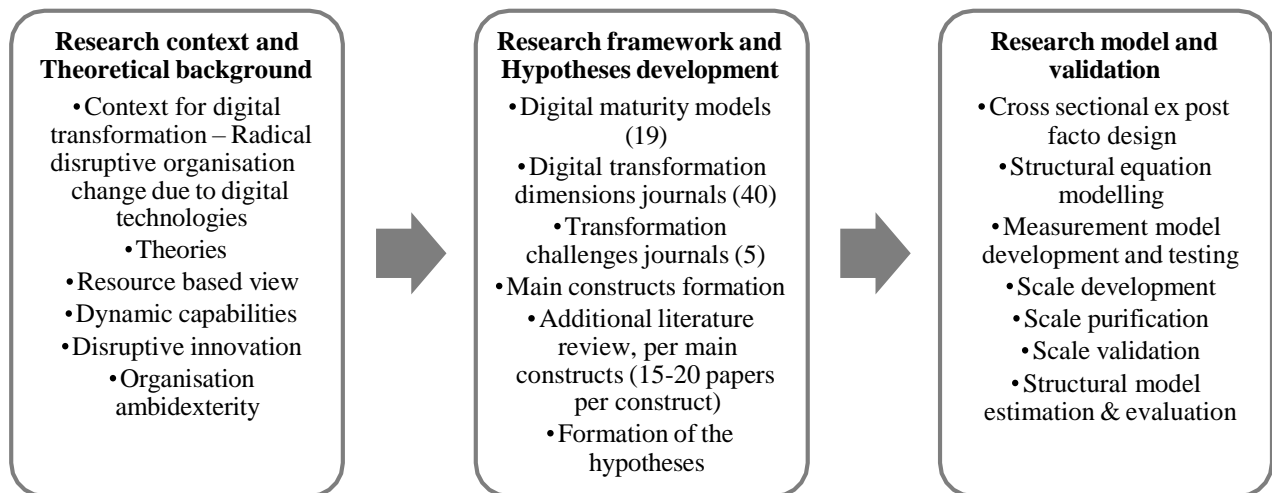 Research context and
Theoretical background
•Context for digital
transformation – Radical
disruptive organisation
change due to digital
technologies
•Theories
•Resource based view
•Dynamic capabilities
•Disruptive innovation
•Organisation
ambidexterity
Research framework and
Hypotheses development
•Digital maturity models
(19)
•Digital transformation
dimensions journals (40)
•Transformation
challenges journals (5)
•Main constructs formation
•Additional literature
review, per main
constructs (15-20 papers
per construct)
•Formation of the
hypotheses
Research model and
validation
•Cross sectional ex post
facto design
•Structural equation
modelling
•Measurement model
development and testing
•Scale development
•Scale purification
•Scale validation
•Structural model
estimation & evaluation